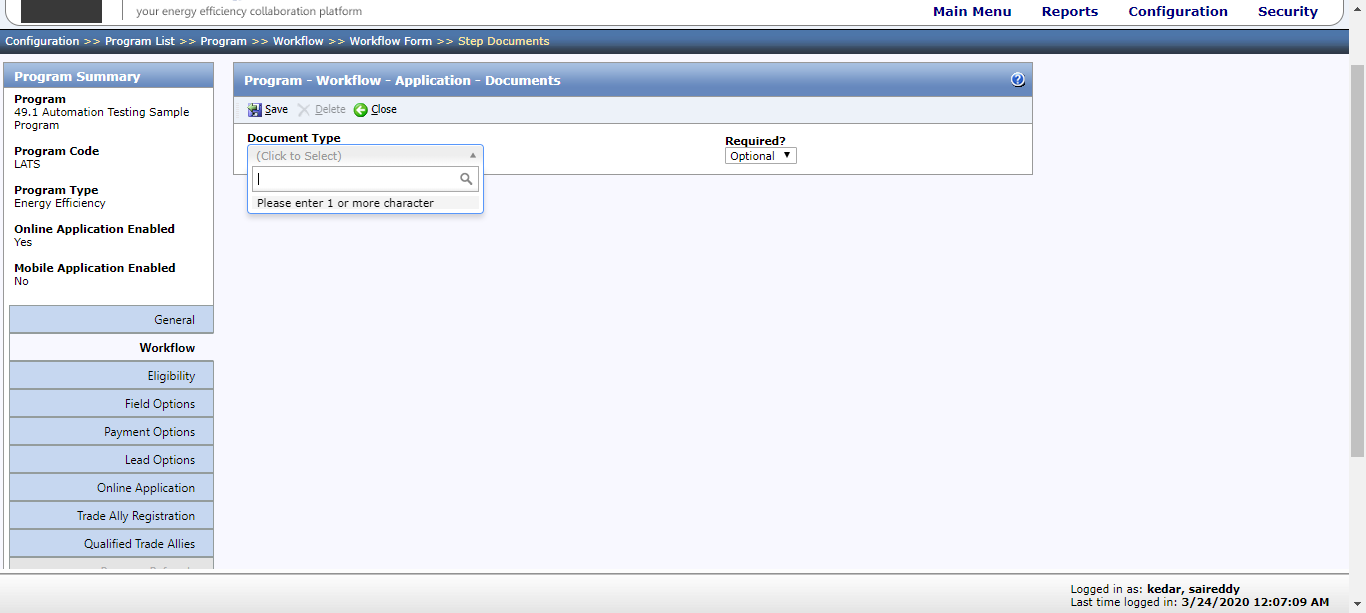 your energy efficiency collaboration platform
Main Menu Reports Configuration Security
Configuration >> Program List >> Program >> Workflow >> Workflow Form >> Step Documents
Program Summary
Program
49.1 Automation Testing Sample
Program
Program Code
LATS
Program Type
Energy Efficiency
Online Application Enabled
Yes
Mobile Application Enabled
No
General
Workflow
Eligibility
Field Options
Payment Options
Lead Options
Online Application
Trade Ally Registration
Qualified Trade Allies
Program - Workflow - Application - Documents
Save Delete Close
Document Type
(Click to Select)
Please enter 1 or more character
Required?
Optional
Logged in as: kedar, saireddy
Last time logged in: 3/24/2020 12:07:09 AM